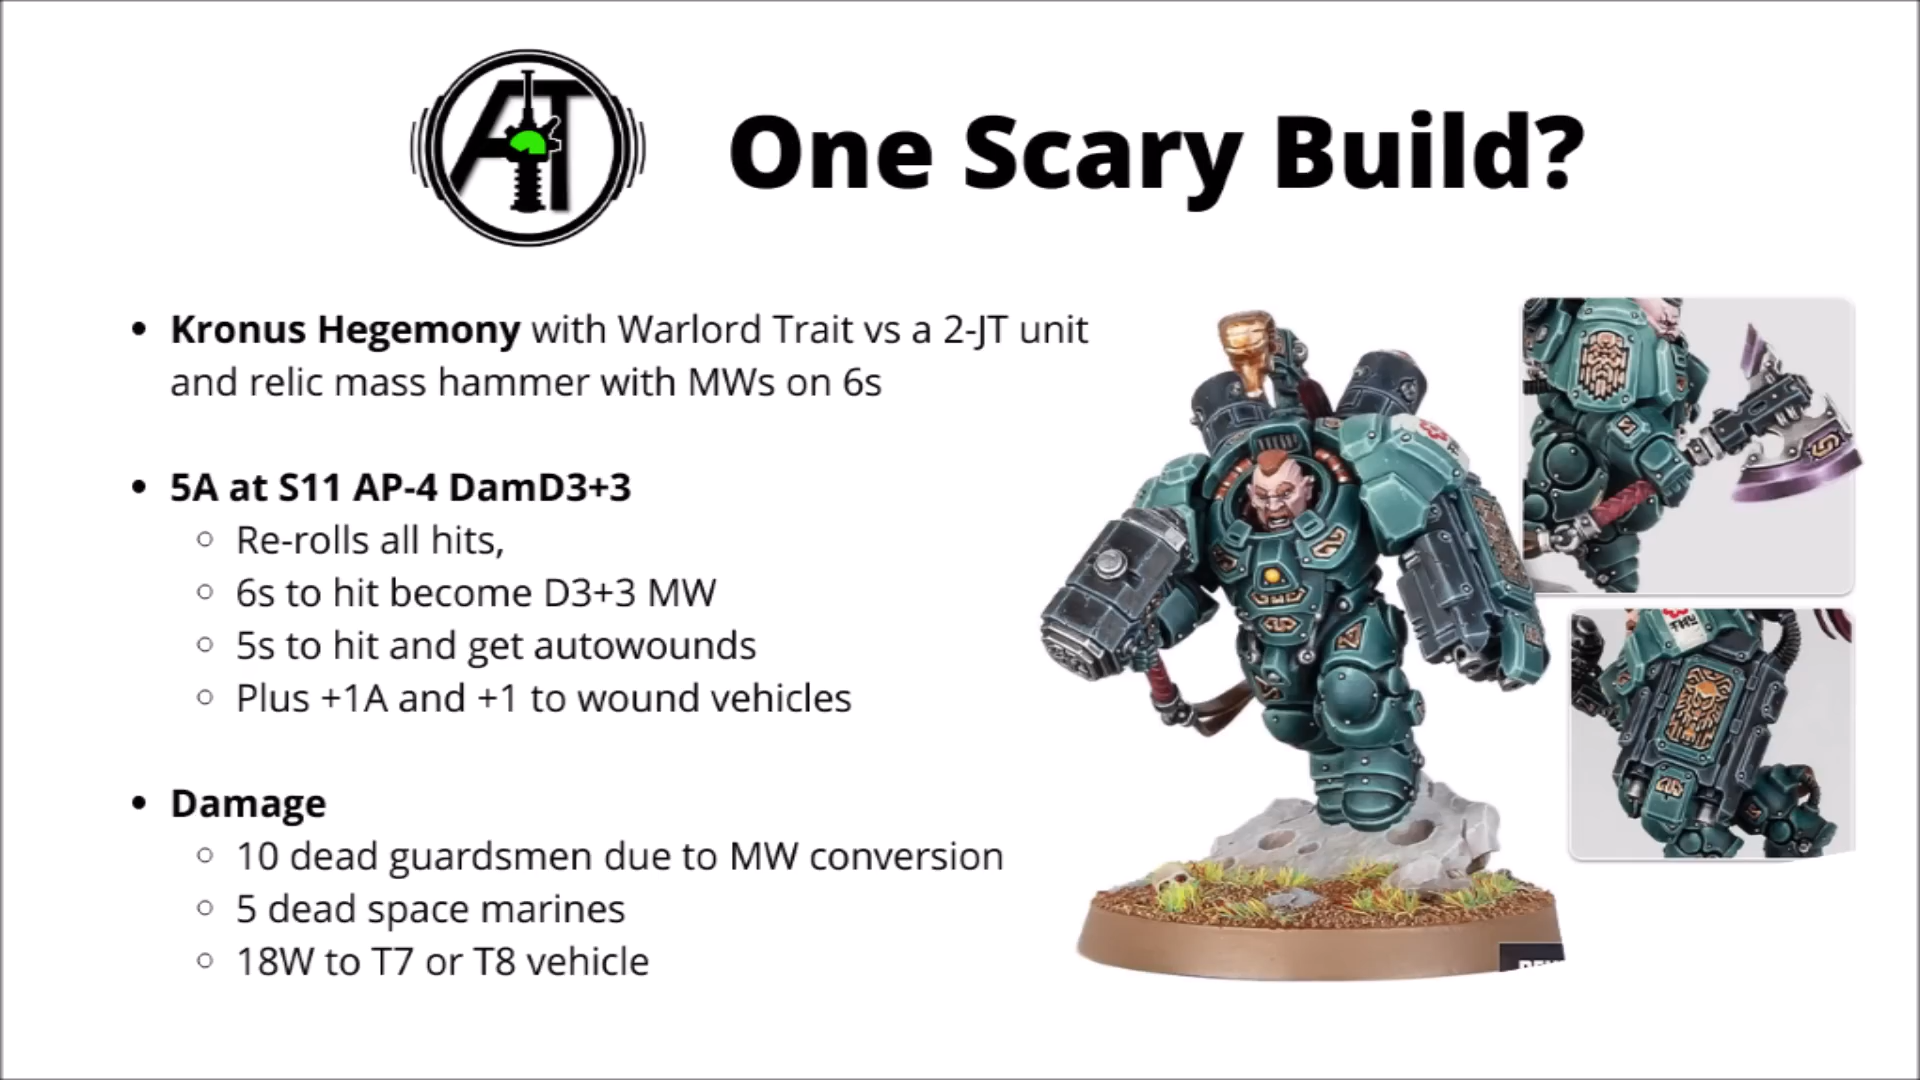 AT
One Scary Build?
Kronus Hegemony with Warlord Trait vs a 2-JT unit
and relic mass hammer with MWs on 6s
5A at S11 AP-4 DamD3+3
Re-rolls all hits,
6s to hit become D3+3 MW
5s to hit and get autowounds
Plus +1A and +1 to wound vehicles
Damage
10 dead guardsmen due to MW conversion
5 dead space marines
18W to T7 or T8 vehicle